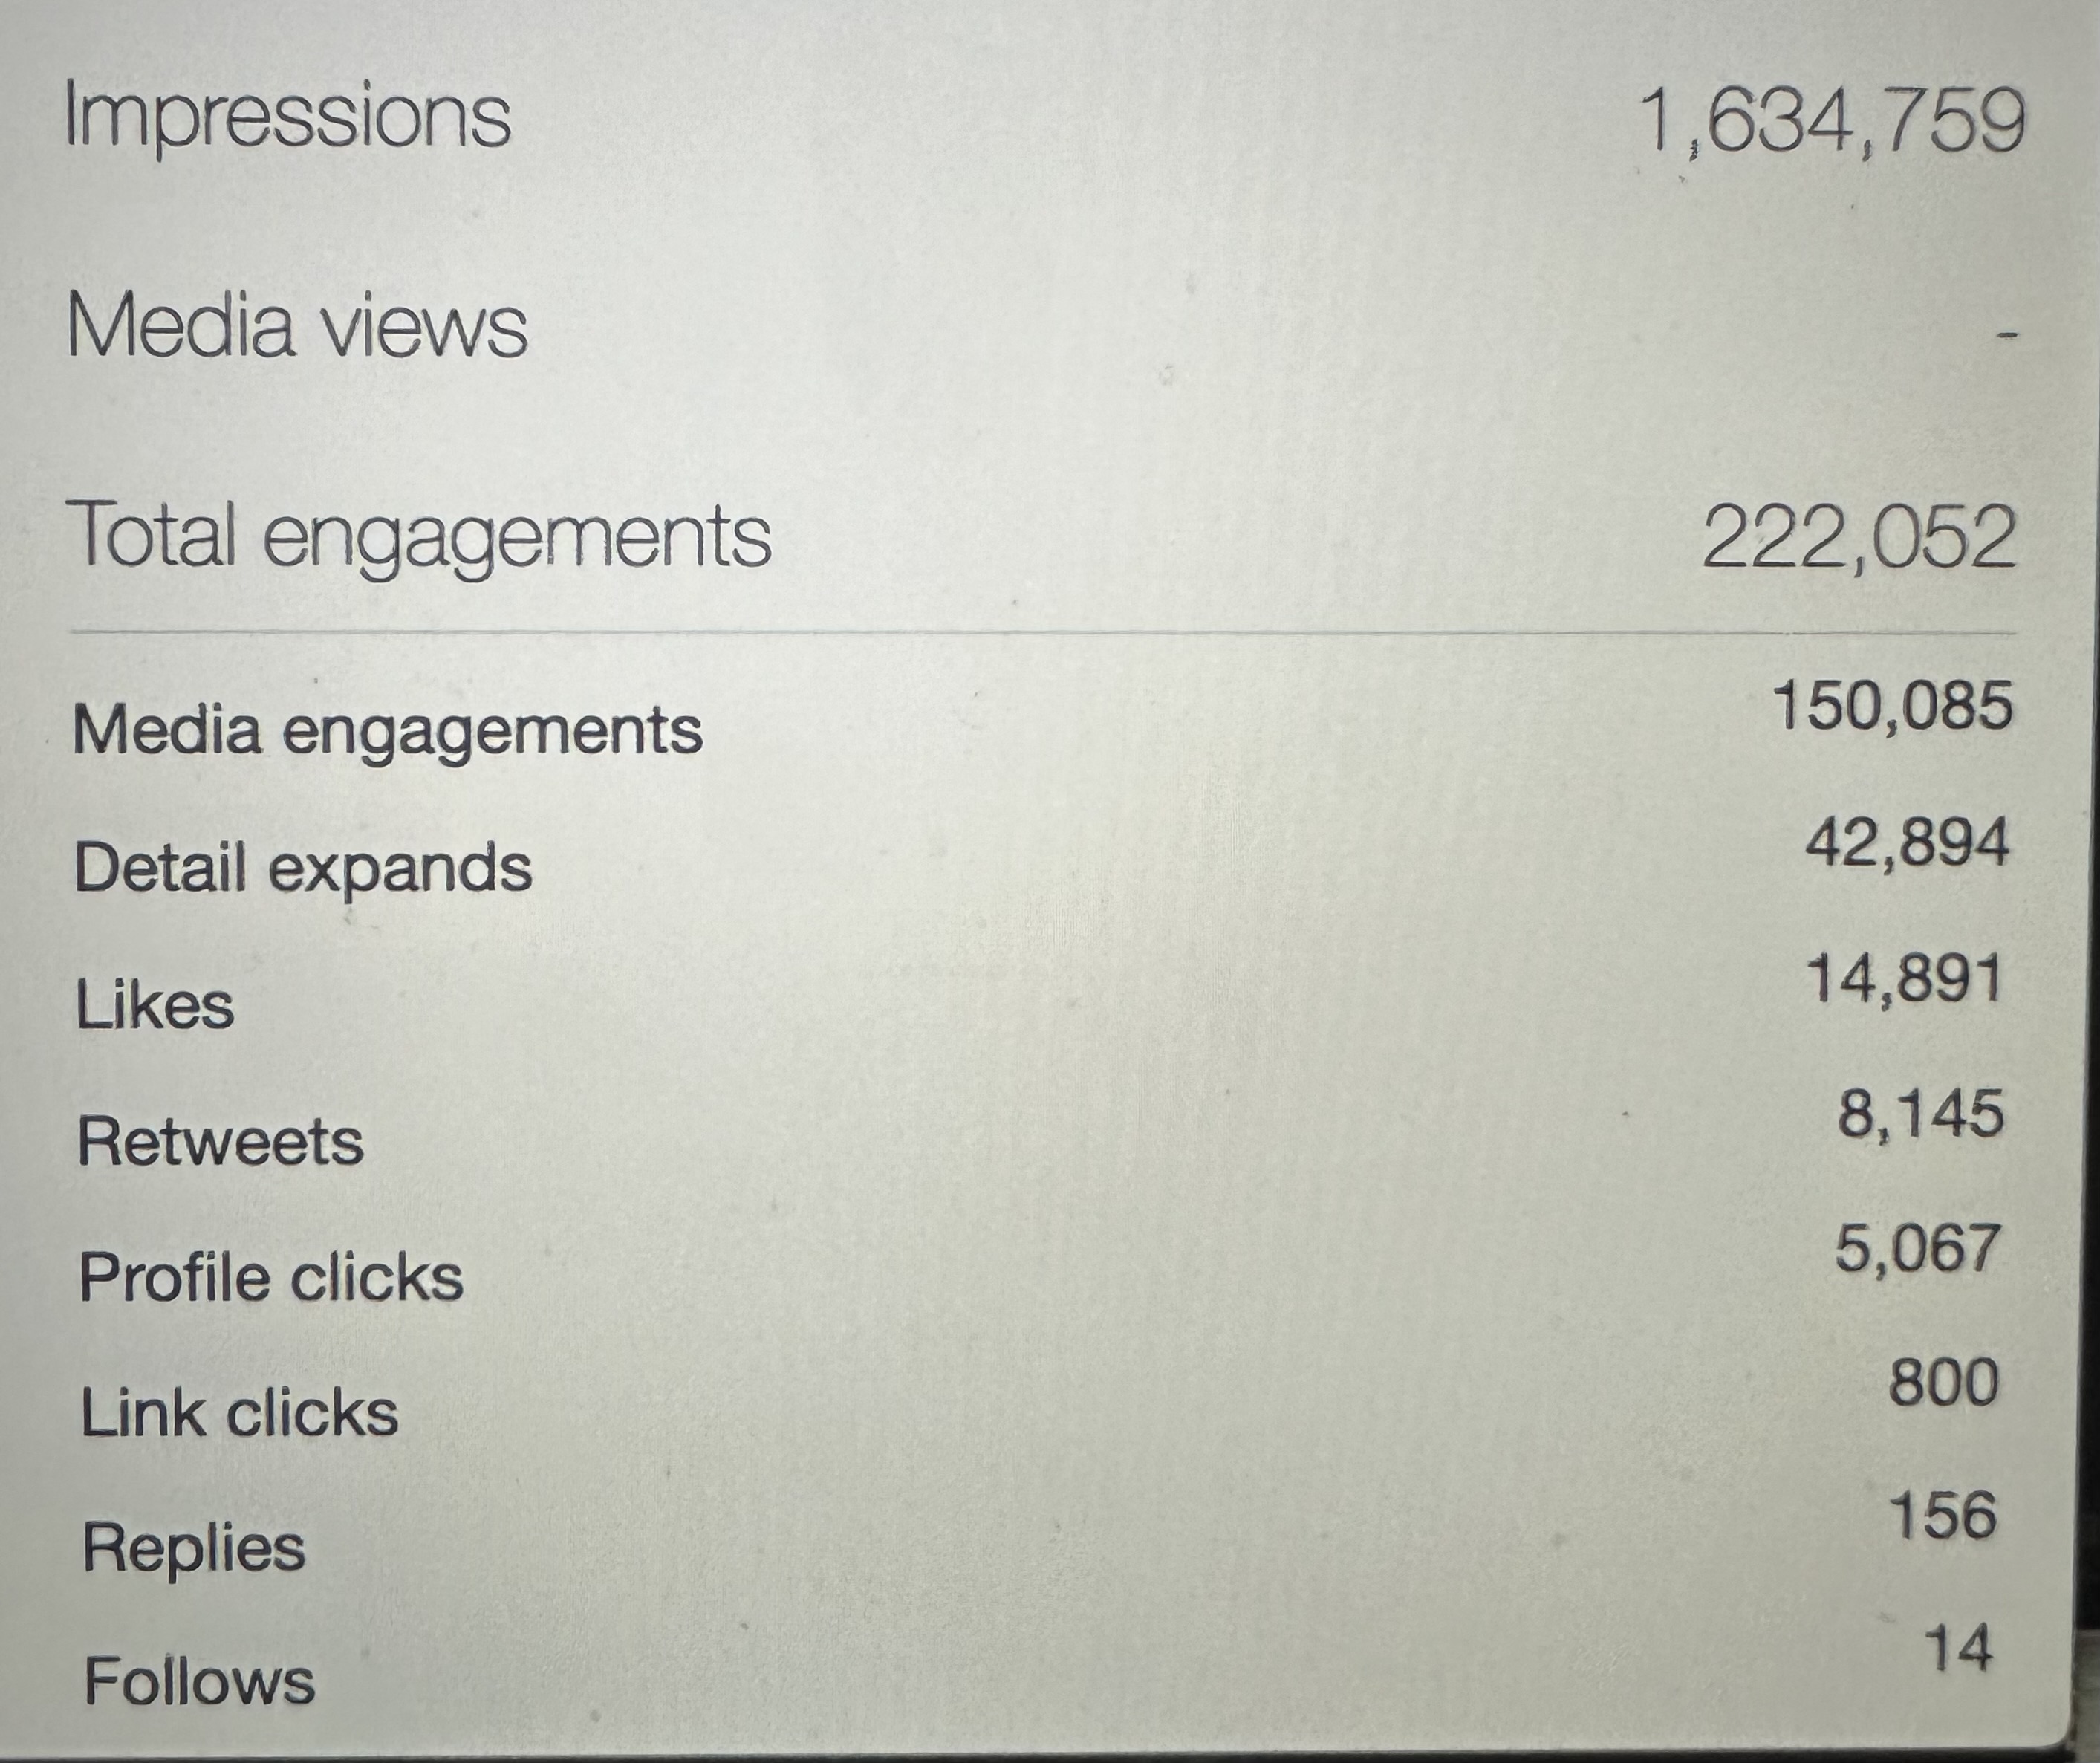 Impressions 1,634,759
Media views -
Total engagements 222,052
Media engagements 150,085
Detail expands 42,894
Likes 14,891
Retweets 8,145
Profile clicks 5,067
Link clicks 800
Replies 156
Follows 14